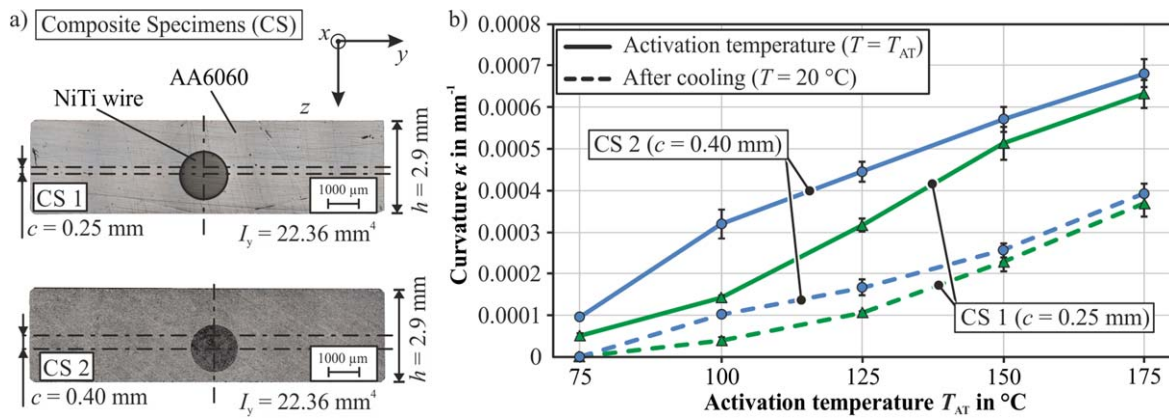 a)
Composite Specimens (CS)
x
y
z
AA6060
NiTi wire
CS 1
1000 µm
h = 2.9 mm
c = 0.25 mm
I_y = 22.36 mm⁴
CS 2
1000 µm
h = 2.9 mm
c = 0.40 mm
I_y = 22.36 mm⁴
b)
Curvature κ in mm⁻¹
0.0008
0.0007
0.0006
0.0005
0.0004
0.0003
0.0002
0.0001
0
Activation temperature (T = T_AT)
After cooling (T = 20 °C)
CS 2 (c = 0.40 mm)
CS 1 (c = 0.25 mm)
75 100 125 150 175
Activation temperature T_AT in °C